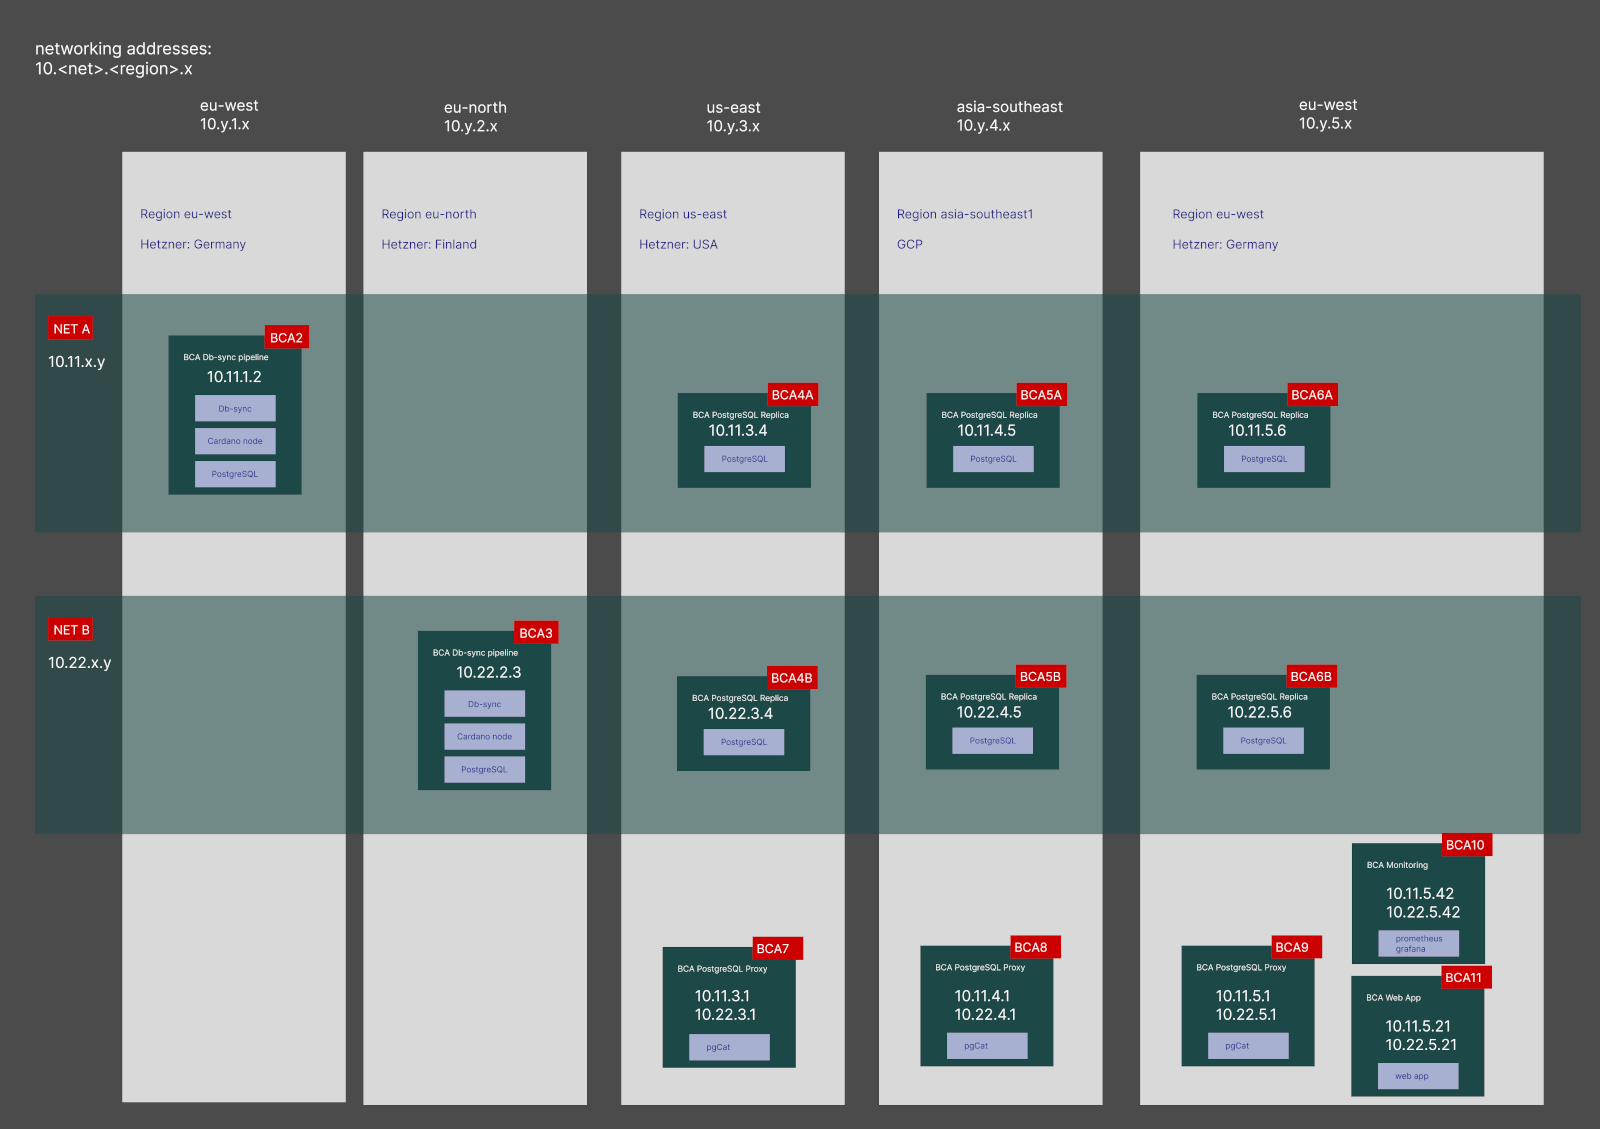 networking addresses:
10.<net>.<region>.x
eu-west
10.y.1.x
eu-north
10.y.2.x
us-east
10.y.3.x
asia-southeast
10.y.4.x
eu-west
10.y.5.x
Region eu-west
Hetzner: Germany
Region eu-north
Hetzner: Finland
Region us-east
Hetzner: USA
Region asia-southeast1
GCP
Region eu-west
Hetzner: Germany
NET A
10.11.x.y
BCA2
BCA Db-sync pipeline
10.11.1.2
Db-sync
Cardano node
PostgreSQL
BCA4A
BCA PostgreSQL Replica
10.11.3.4
PostgreSQL
BCA5A
BCA PostgreSQL Replica
10.11.4.5
PostgreSQL
BCA6A
BCA PostgreSQL Replica
10.11.5.6
PostgreSQL
NET B
10.22.x.y
BCA3
BCA Db-sync pipeline
10.22.2.3
Db-sync
Cardano node
PostgreSQL
BCA4B
BCA PostgreSQL Replica
10.22.3.4
PostgreSQL
BCA5B
BCA PostgreSQL Replica
10.22.4.5
PostgreSQL
BCA6B
BCA PostgreSQL Replica
10.22.5.6
PostgreSQL
BCA7
BCA PostgreSQL Proxy
10.11.3.1
10.22.3.1
pgCat
BCA8
BCA PostgreSQL Proxy
10.11.4.1
10.22.4.1
pgCat
BCA9
BCA PostgreSQL Proxy
10.11.5.1
10.22.5.1
pgCat
BCA10
BCA Monitoring
10.11.5.42
10.22.5.42
prometheus
grafana
BCA11
BCA Web App
10.11.5.21
10.22.5.21
web app